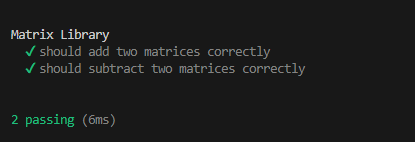 Matrix Library
✓ should add two matrices correctly
✓ should subtract two matrices correctly
2 passing (6ms)